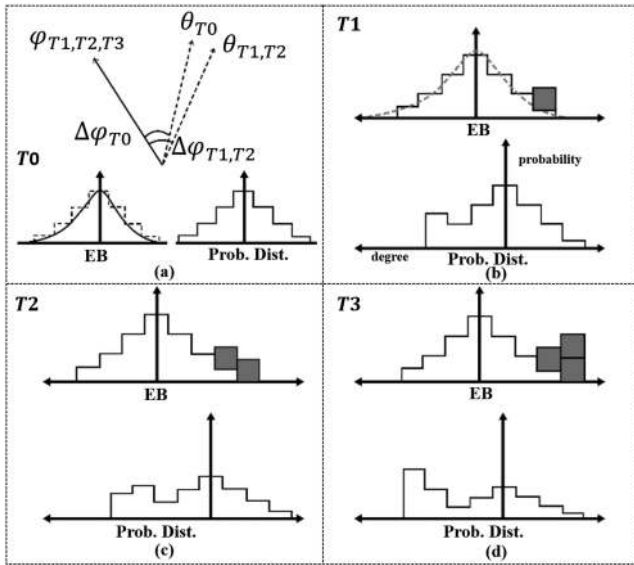 φT1,T2,T3
θT0
θT1,T2
ΔφT0
ΔφT1,T2
T0
EB
Prob. Dist.
(a)
T1
EB
probability
degree
Prob. Dist.
(b)
T2
EB
Prob. Dist.
(c)
T3
EB
Prob. Dist.
(d)